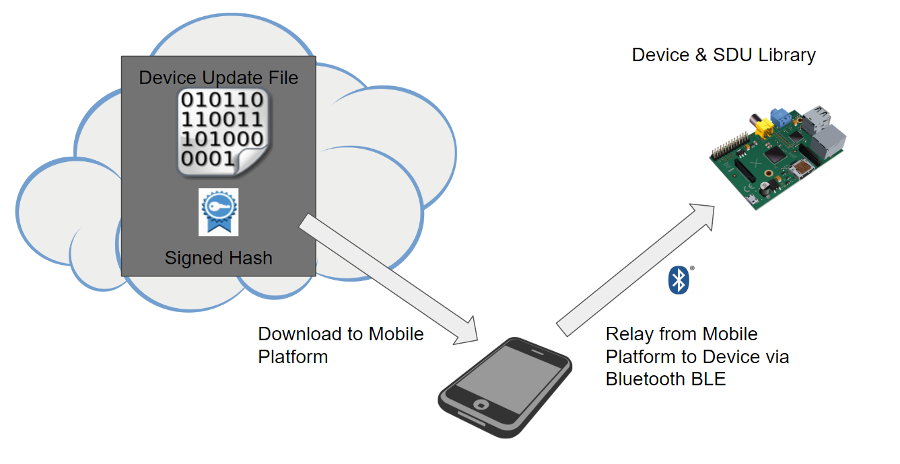 Device Update File
010110
110011
101000
0001
Signed Hash
Download to Mobile
Platform
Device & SDU Library
®
Relay from Mobile
Platform to Device via
Bluetooth BLE